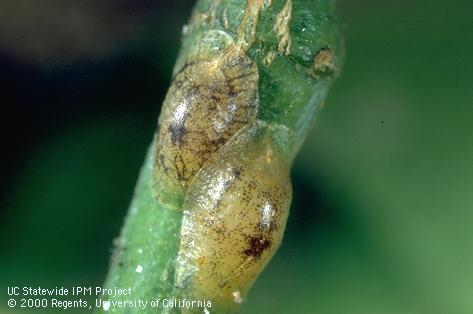 UC Statewide IPM Project
© 2000 Regents, University of California